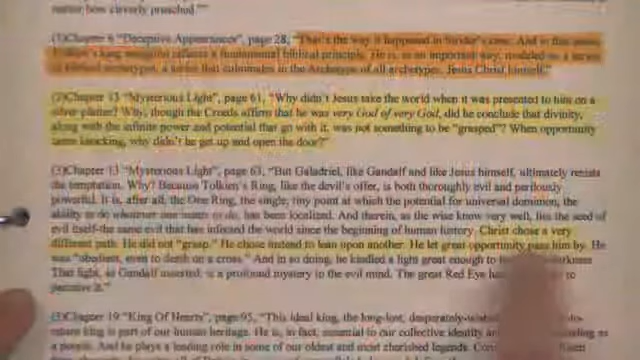 matter how cleverly preached."
(1)Chapter 6 "Deceptive Appearances", page 28, "That's the way it happened in Strider's case. And in this sense
Tolkien's king reflects a fundamental biblical principle. He is, in an important way, modeled on a
of biblical archetypes, a series that culminates in the Archetype of all archetypes, Jesus Christ himself."
(2)Chapter 13 "Mysterious Light", page 61, "Why didn't Jesus take the world when it was presented to him on a
silver platter? Why, though the Creeds affirm that he was very God of very God, did he conclude that divinity,
along with the infinite power and potential that go with it, was not something to be "grasped"? When opportunity
came knocking, why didn't he get up and open the door?"
(3)Chapter 13 "Mysterious Light", page 63, "But Galadriel, like Gandalf and like Jesus himself, ultimately resists
the temptation. Why? Because Tolkien's Ring, like the devil's offer, is both thoroughly evil and perilously
powerful. It is, after all, the One Ring, the single, tiny point at which the potential for universal dominion, the
ability to do whatever one wants to do, has been localized. And therein, as the wise know very well, lies the seed of
evil itself-the same evil that has infected the world since the beginning of human history. Christ chose a very
different path. He did not "grasp." He chose instead to lean upon another. He let great opportunity pass him by. He
was "obedient, even to death on a cross." And in so doing, he kindled a light great enough to darkness
That light, as Gandalf asserted, is a profound mystery to the evil mind. The great Red Eye to
perceive it."
Chapter 19 "King Of Hearts", page 95, "This ideal king, the long-lost,
return king is part of our human heritage. He is, in fact, essential to our collective identity as
a people. And he plays a leading role in some of our oldest and most cherished legends.